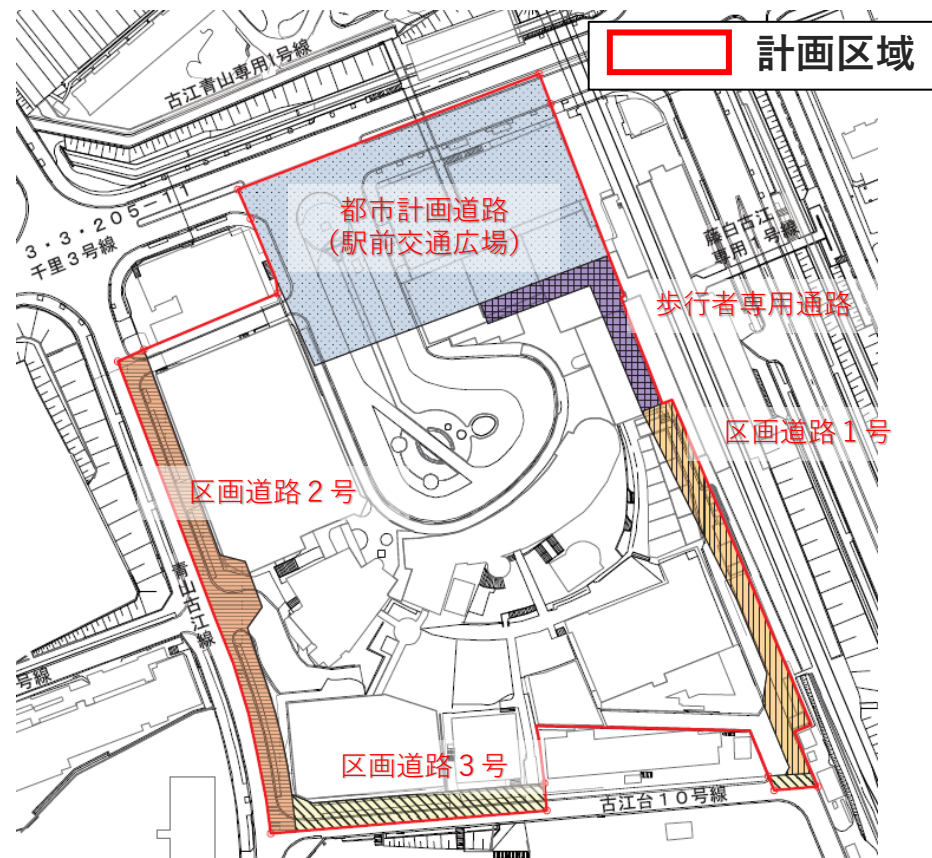 計画区域
古江青山専用1号線
3・3・205-1
千里3号線
都市計画道路
(駅前交通広場)
藤白古江
専用1号線
歩行者専用通路
区画道路1号
区画道路2号
青山古江線
号線
区画道路3号
古江台10号線